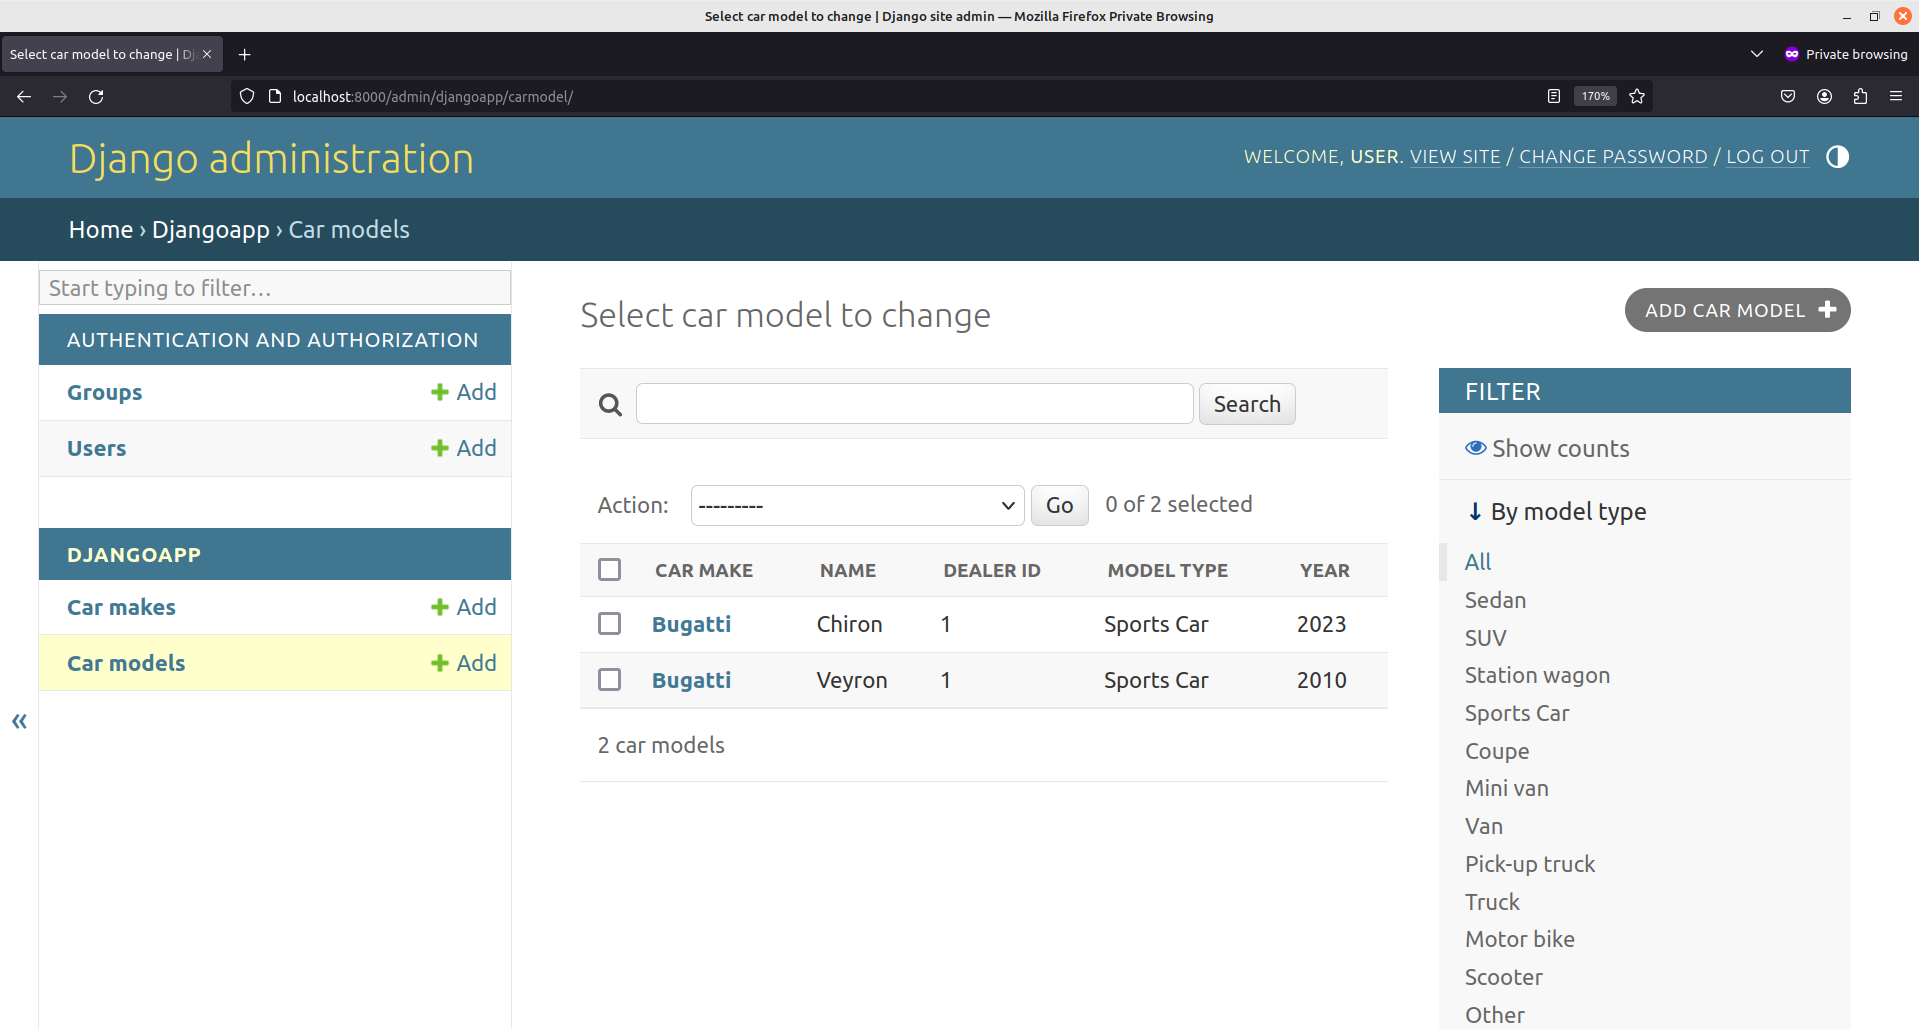 Select car model to change | Django site admin — Mozilla Firefox Private Browsing
Select car model to change | Dj
Private browsing
localhost:8000/admin/djangoapp/carmodel/
170%
Django administration
WELCOME, USER. VIEW SITE / CHANGE PASSWORD / LOG OUT
Home › Djangoapp › Car models
Start typing to filter…
AUTHENTICATION AND AUTHORIZATION
Groups
Add
Users
Add
DJANGOAPP
Car makes
Add
Car models
Add
«
Select car model to change
ADD CAR MODEL
Search
Action:
---------
Go
0 of 2 selected
CAR MAKE NAME DEALER ID MODEL TYPE YEAR
Bugatti Chiron 1 Sports Car 2023
Bugatti Veyron 1 Sports Car 2010
2 car models
FILTER
Show counts
↓ By model type
All
Sedan
SUV
Station wagon
Sports Car
Coupe
Mini van
Van
Pick-up truck
Truck
Motor bike
Scooter
Other